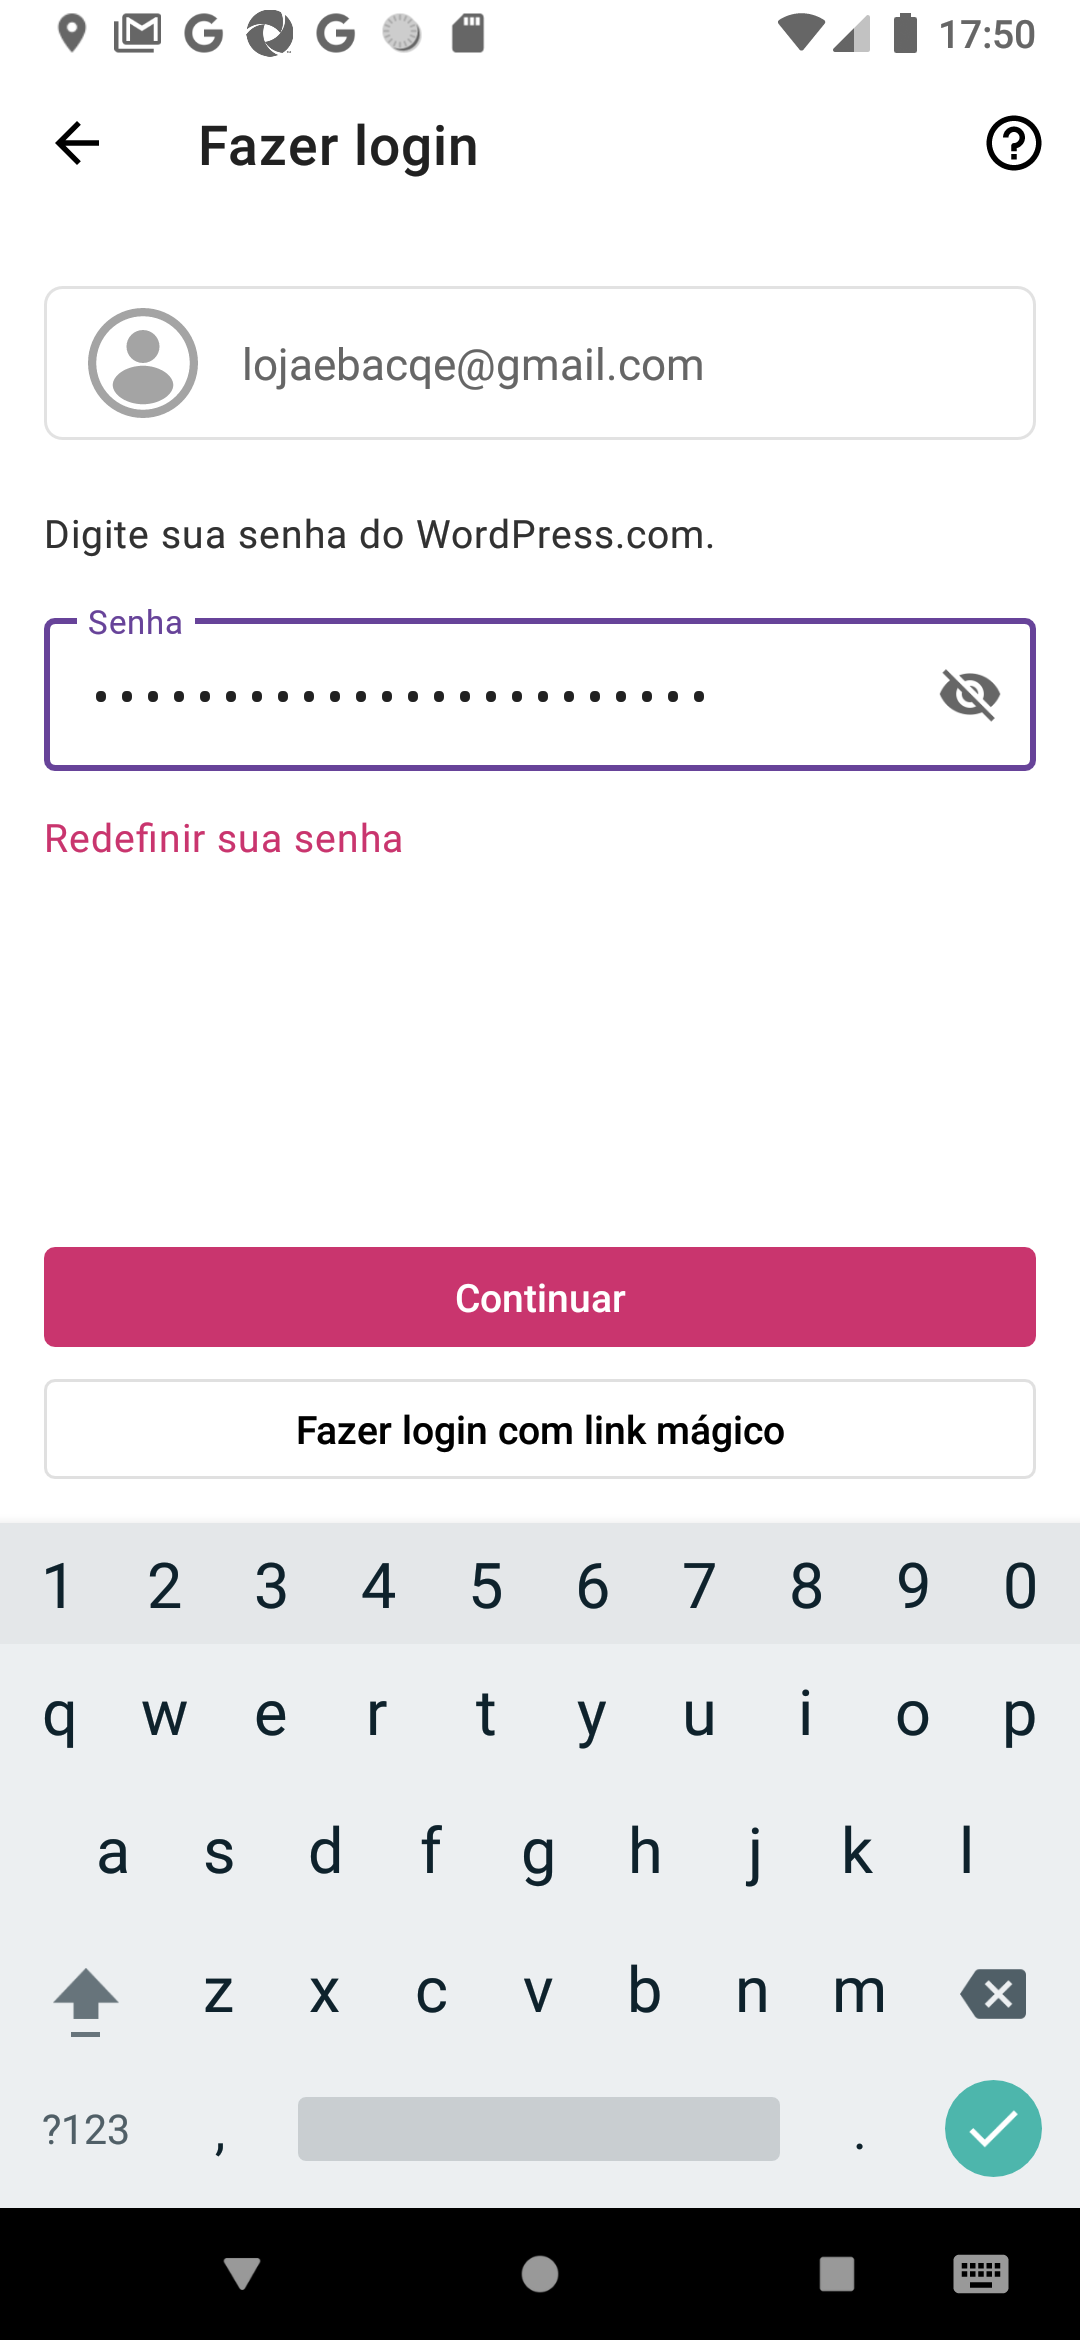 17:50
Fazer login
lojaebacqe@gmail.com
Digite sua senha do WordPress.com.
Senha
••••••••••••••••••••••••
Redefinir sua senha
Continuar
Fazer login com link mágico
1 2 3 4 5 6 7 8 9 0
q w e r t y u i o p
a s d f g h j k l
z x c v b n m
?123 , .